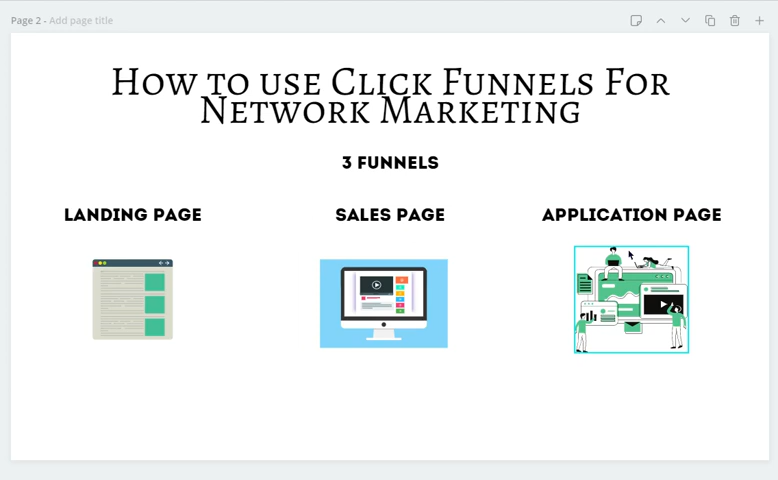 Page 2 - Add page title
How to use Click Funnels For
Network Marketing
3 FUNNELS
LANDING PAGE
SALES PAGE
APPLICATION PAGE